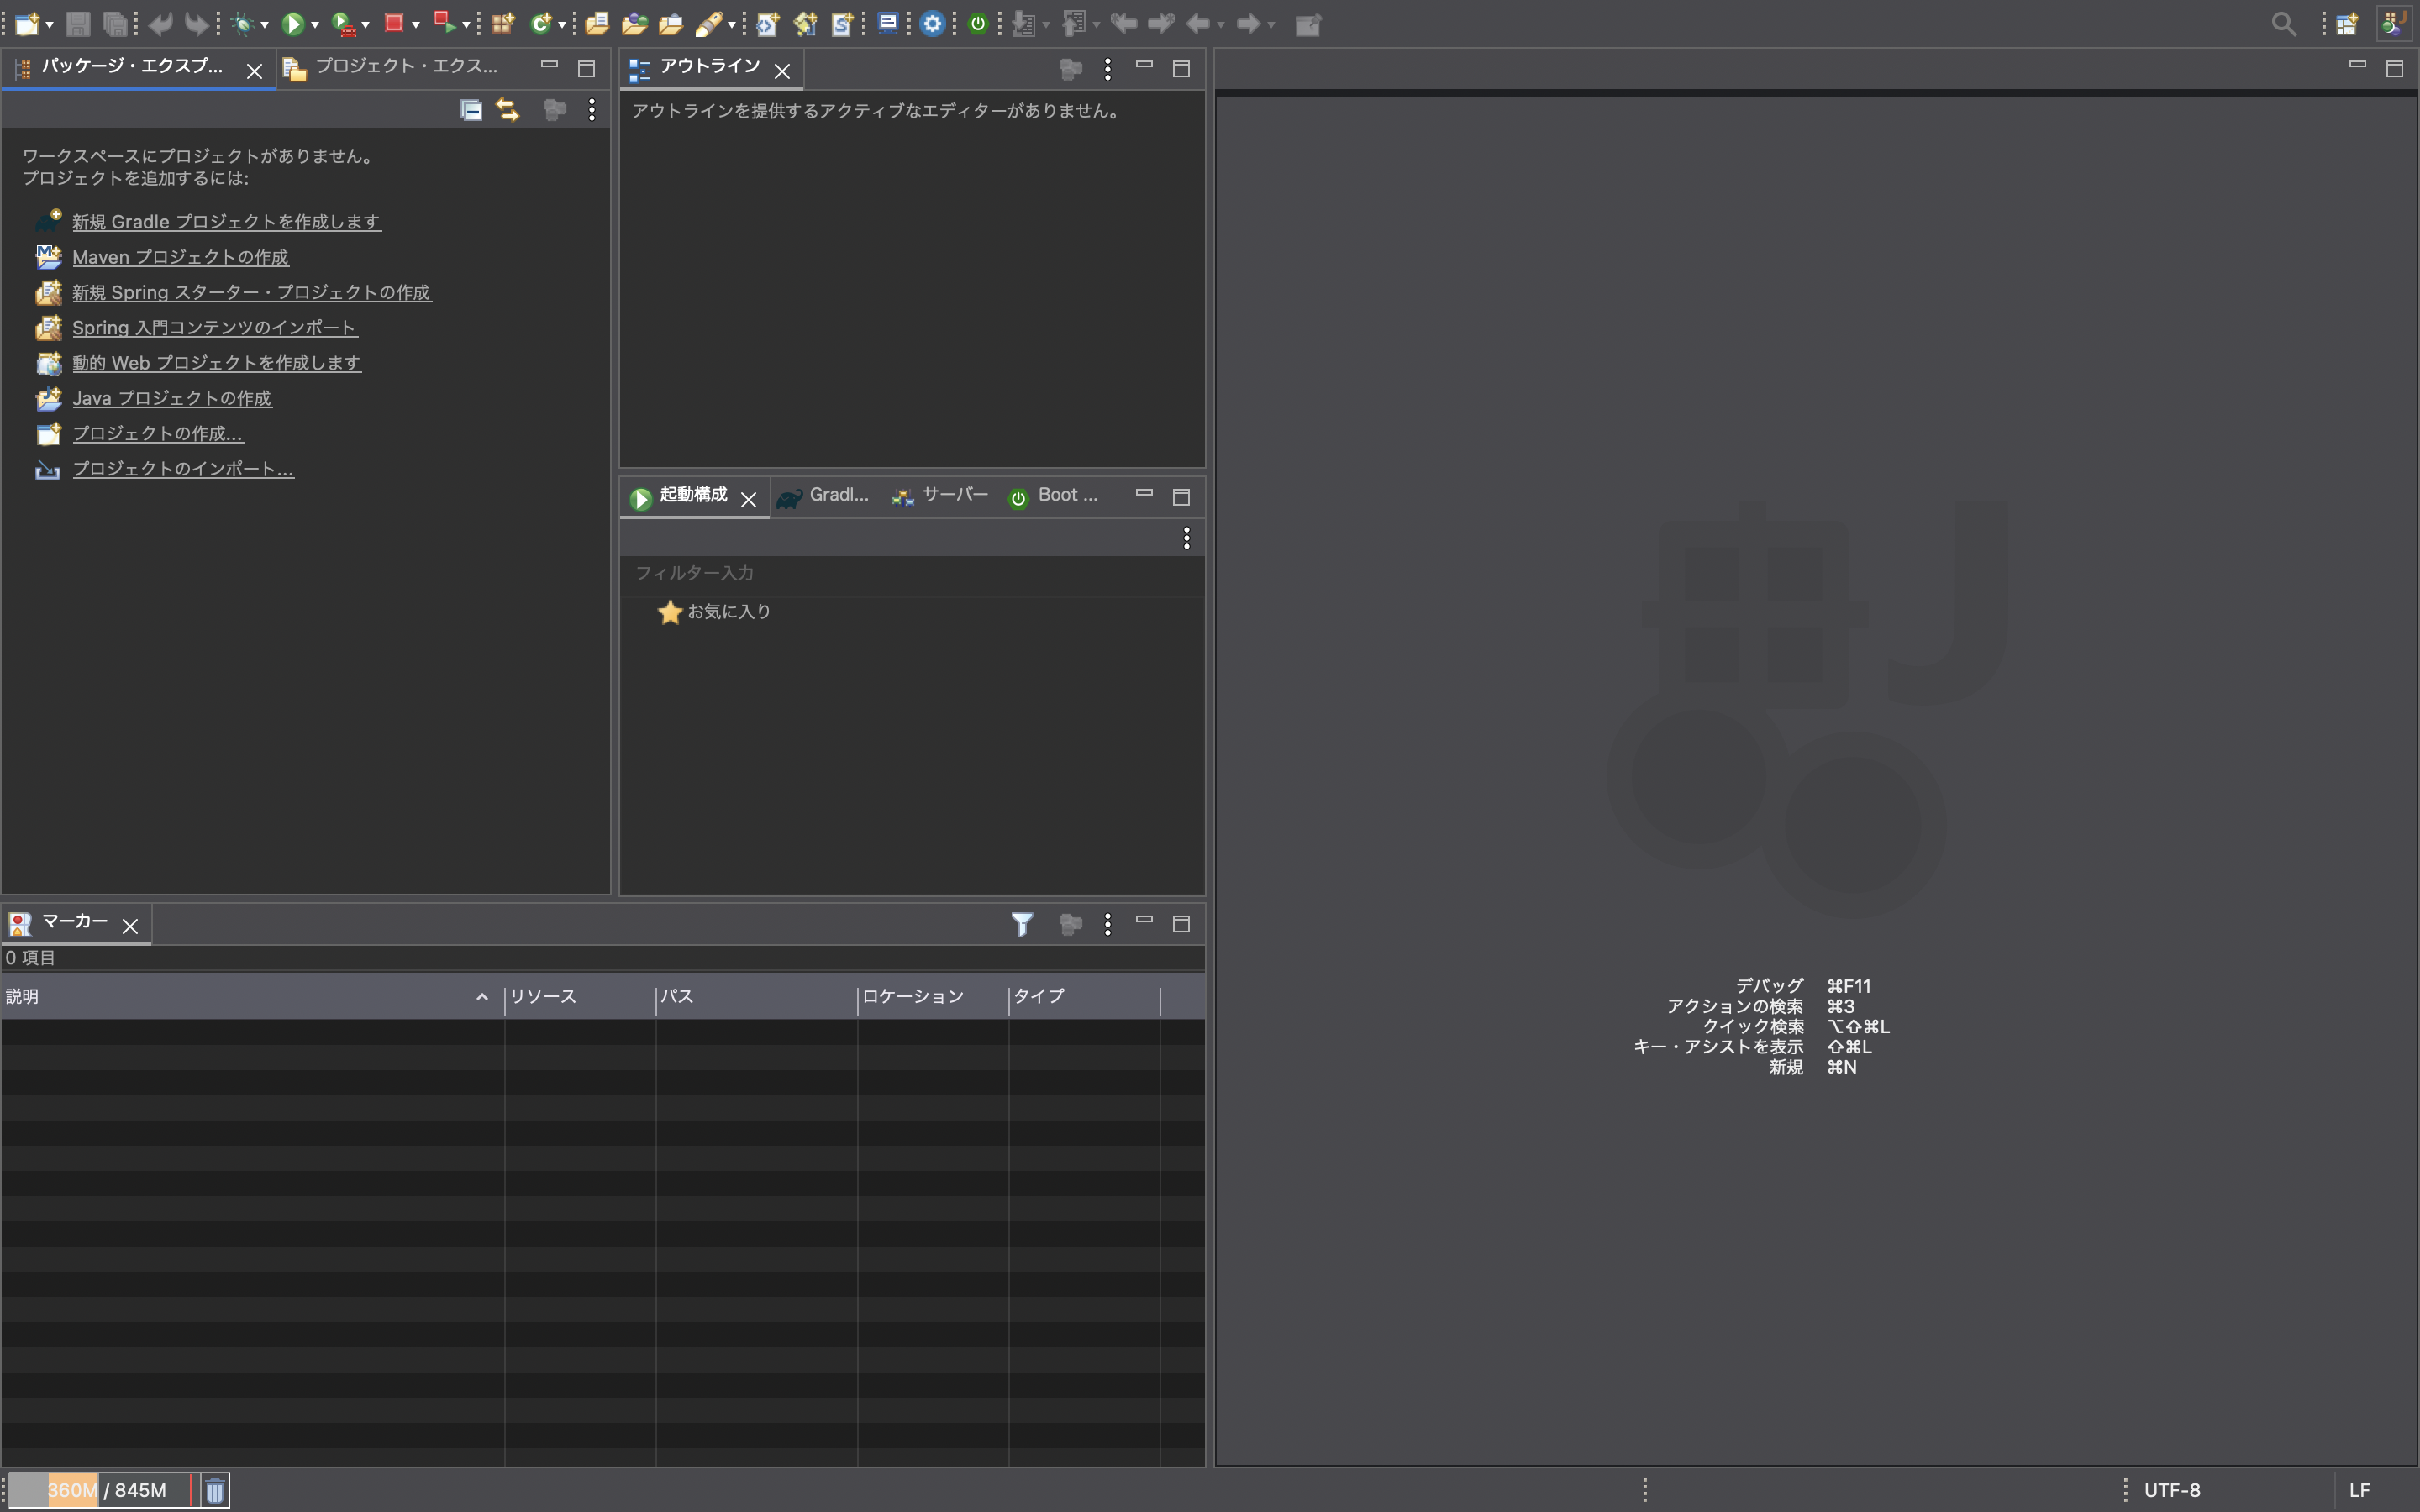 パッケージ・エクスプ...
プロジェクト・エクス...
ワークスペースにプロジェクトがありません。
プロジェクトを追加するには:
新規 Gradle プロジェクトを作成します
Maven プロジェクトの作成
新規 Spring スターター・プロジェクトの作成
Spring 入門コンテンツのインポート
動的 Web プロジェクトを作成します
Java プロジェクトの作成
プロジェクトの作成...
プロジェクトのインポート...
アウトライン
アウトラインを提供するアクティブなエディターがありません。
起動構成
Gradl...
サーバー
Boot ...
フィルター入力
お気に入り
マーカー
0 項目
説明
リソース
パス
ロケーション
タイプ
デバッグ ⌘F11
アクションの検索 ⌘3
クイック検索 ⌥⇧⌘L
キー・アシストを表示 ⇧⌘L
新規 ⌘N
360M / 845M
UTF-8
LF